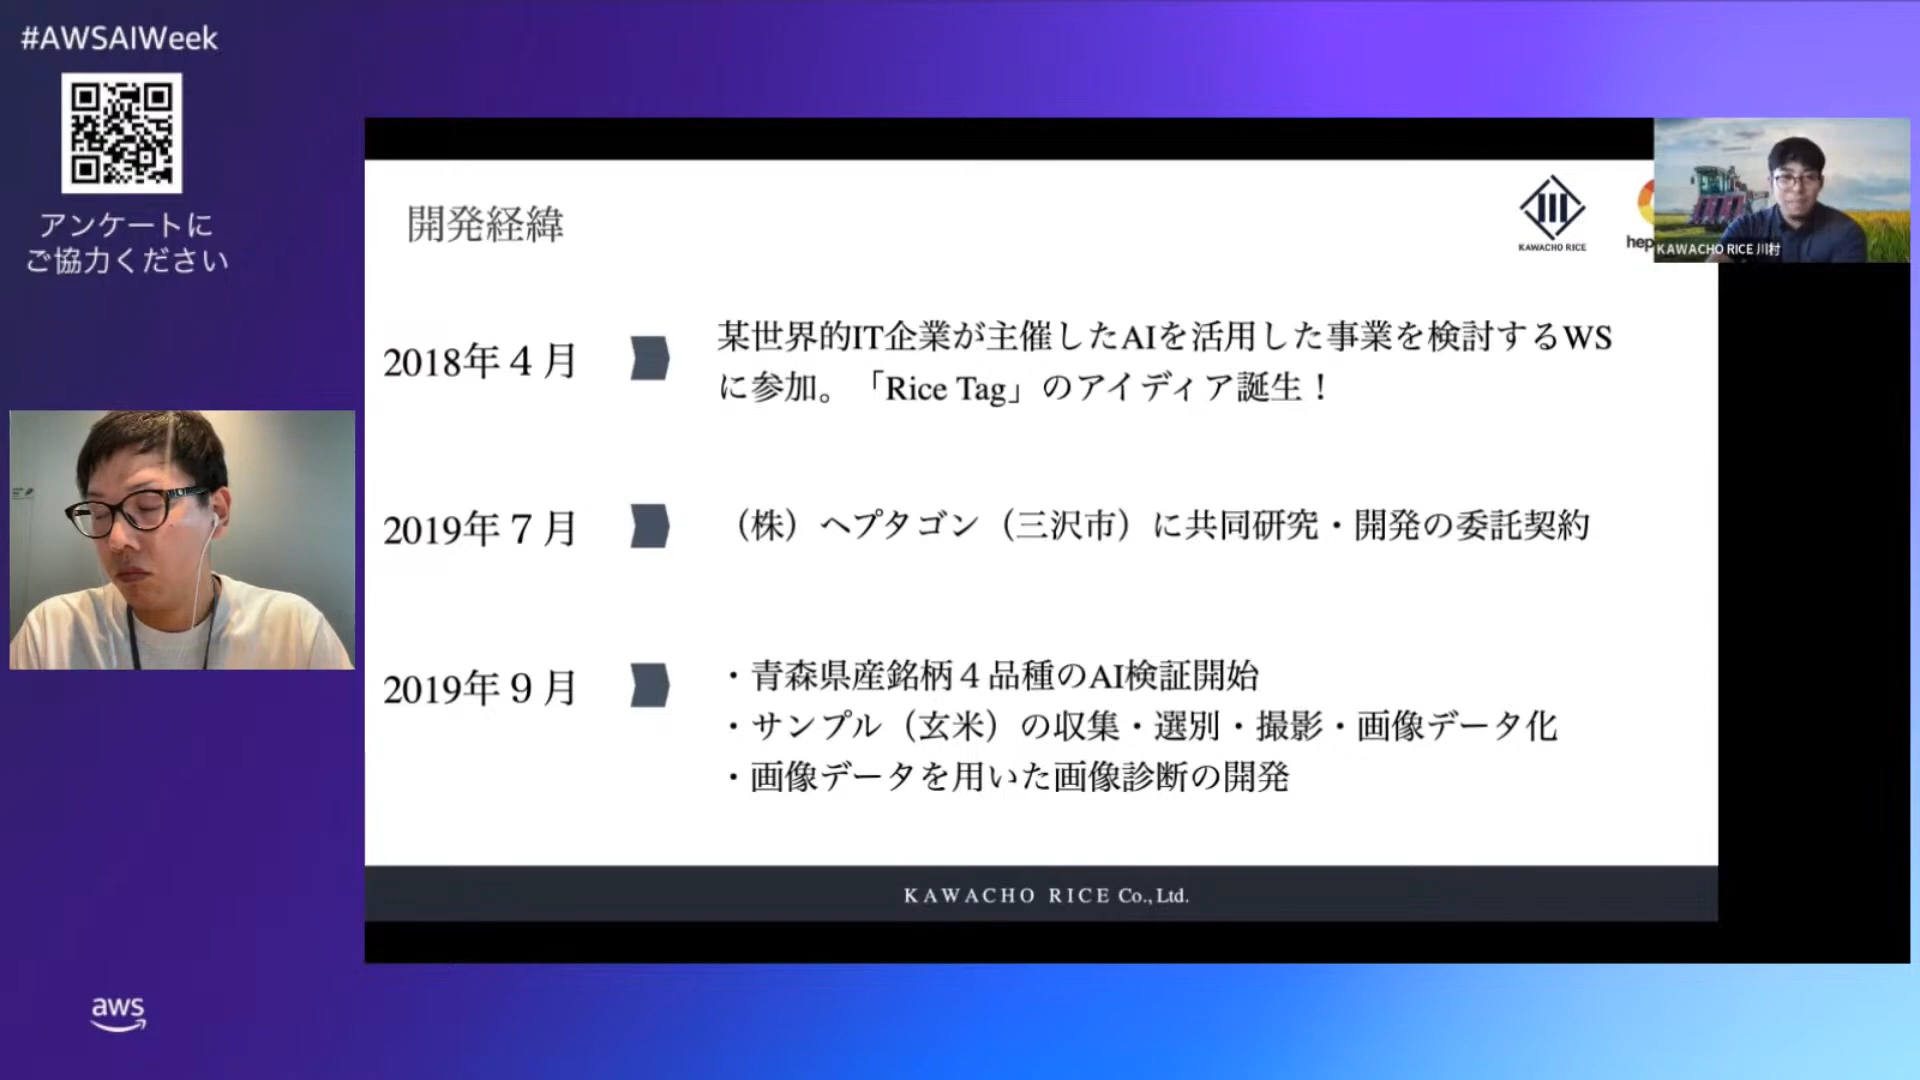 #AWSAIWeek
アンケートに
ご協力ください
開発経緯
KAWACHO RICE
hep
KAWACHO RICE 川村
2018年４月
某世界的IT企業が主催したAIを活用した事業を検討するWS
に参加。「Rice Tag」のアイディア誕生！
2019年７月
（株）ヘプタゴン（三沢市）に共同研究・開発の委託契約
2019年９月
・青森県産銘柄４品種のAI検証開始
・サンプル（玄米）の収集・選別・撮影・画像データ化
・画像データを用いた画像診断の開発
KAWACHO RICE Co., Ltd.
aws